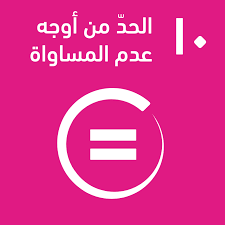 ١٠
الحدّ من أوجه
عدم المساواة